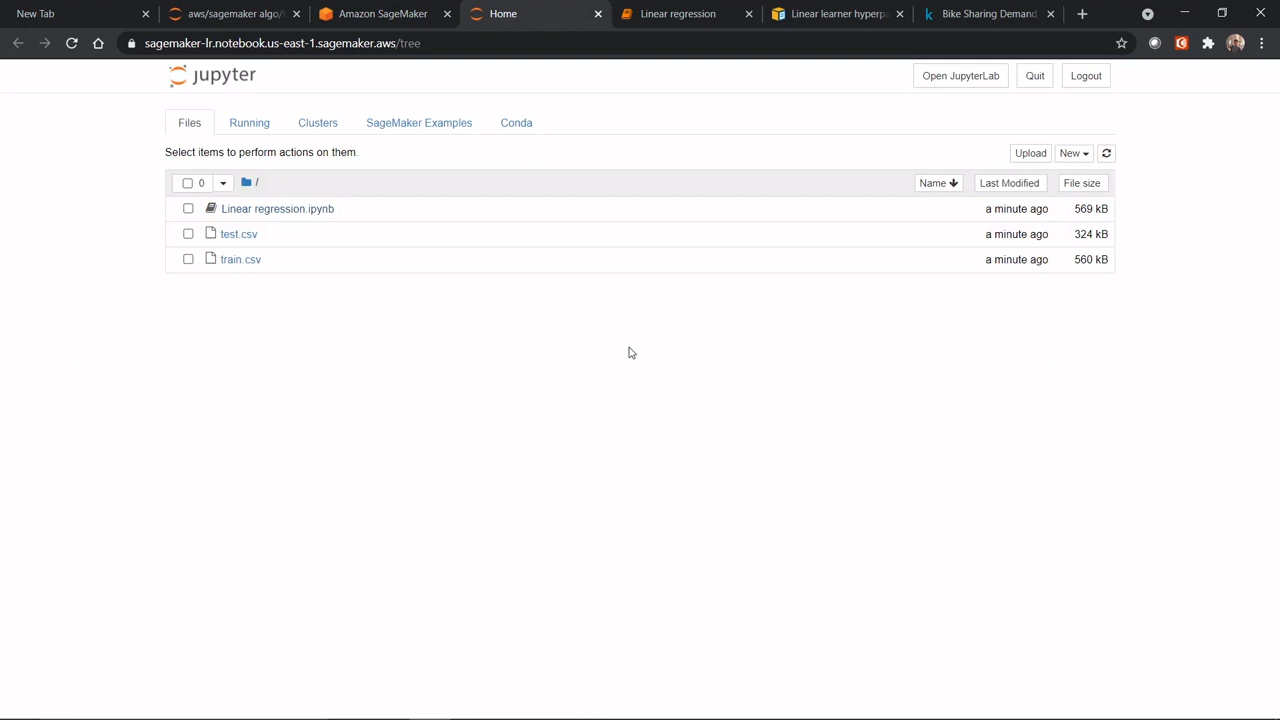 New Tab
aws/sagemaker algo/l
Amazon SageMaker
Home
Linear regression
Linear learner hyperpa
Bike Sharing Demand
sagemaker-lr.notebook.us-east-1.sagemaker.aws/tree
jupyter
Open JupyterLab
Quit
Logout
Files
Running
Clusters
SageMaker Examples
Conda
Select items to perform actions on them.
Upload
New
0
/
Name
Last Modified
File size
Linear regression.ipynb
a minute ago
569 kB
test.csv
a minute ago
324 kB
train.csv
a minute ago
560 kB